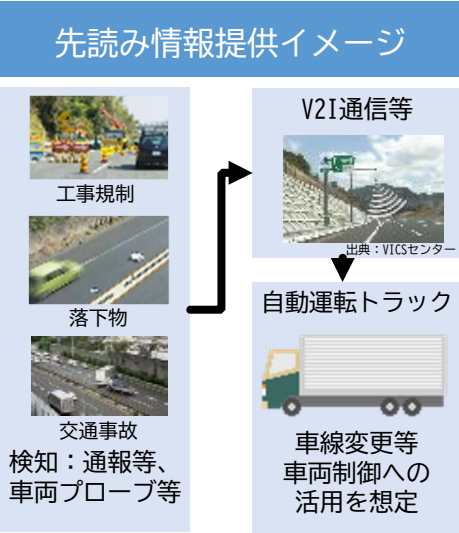 先読み情報提供イメージ
工事規制
落下物
交通事故
検知：通報等、
車両プローブ等
V2I通信等
出典：VICSセンター
自動運転トラック
車線変更等
車両制御への
活用を想定